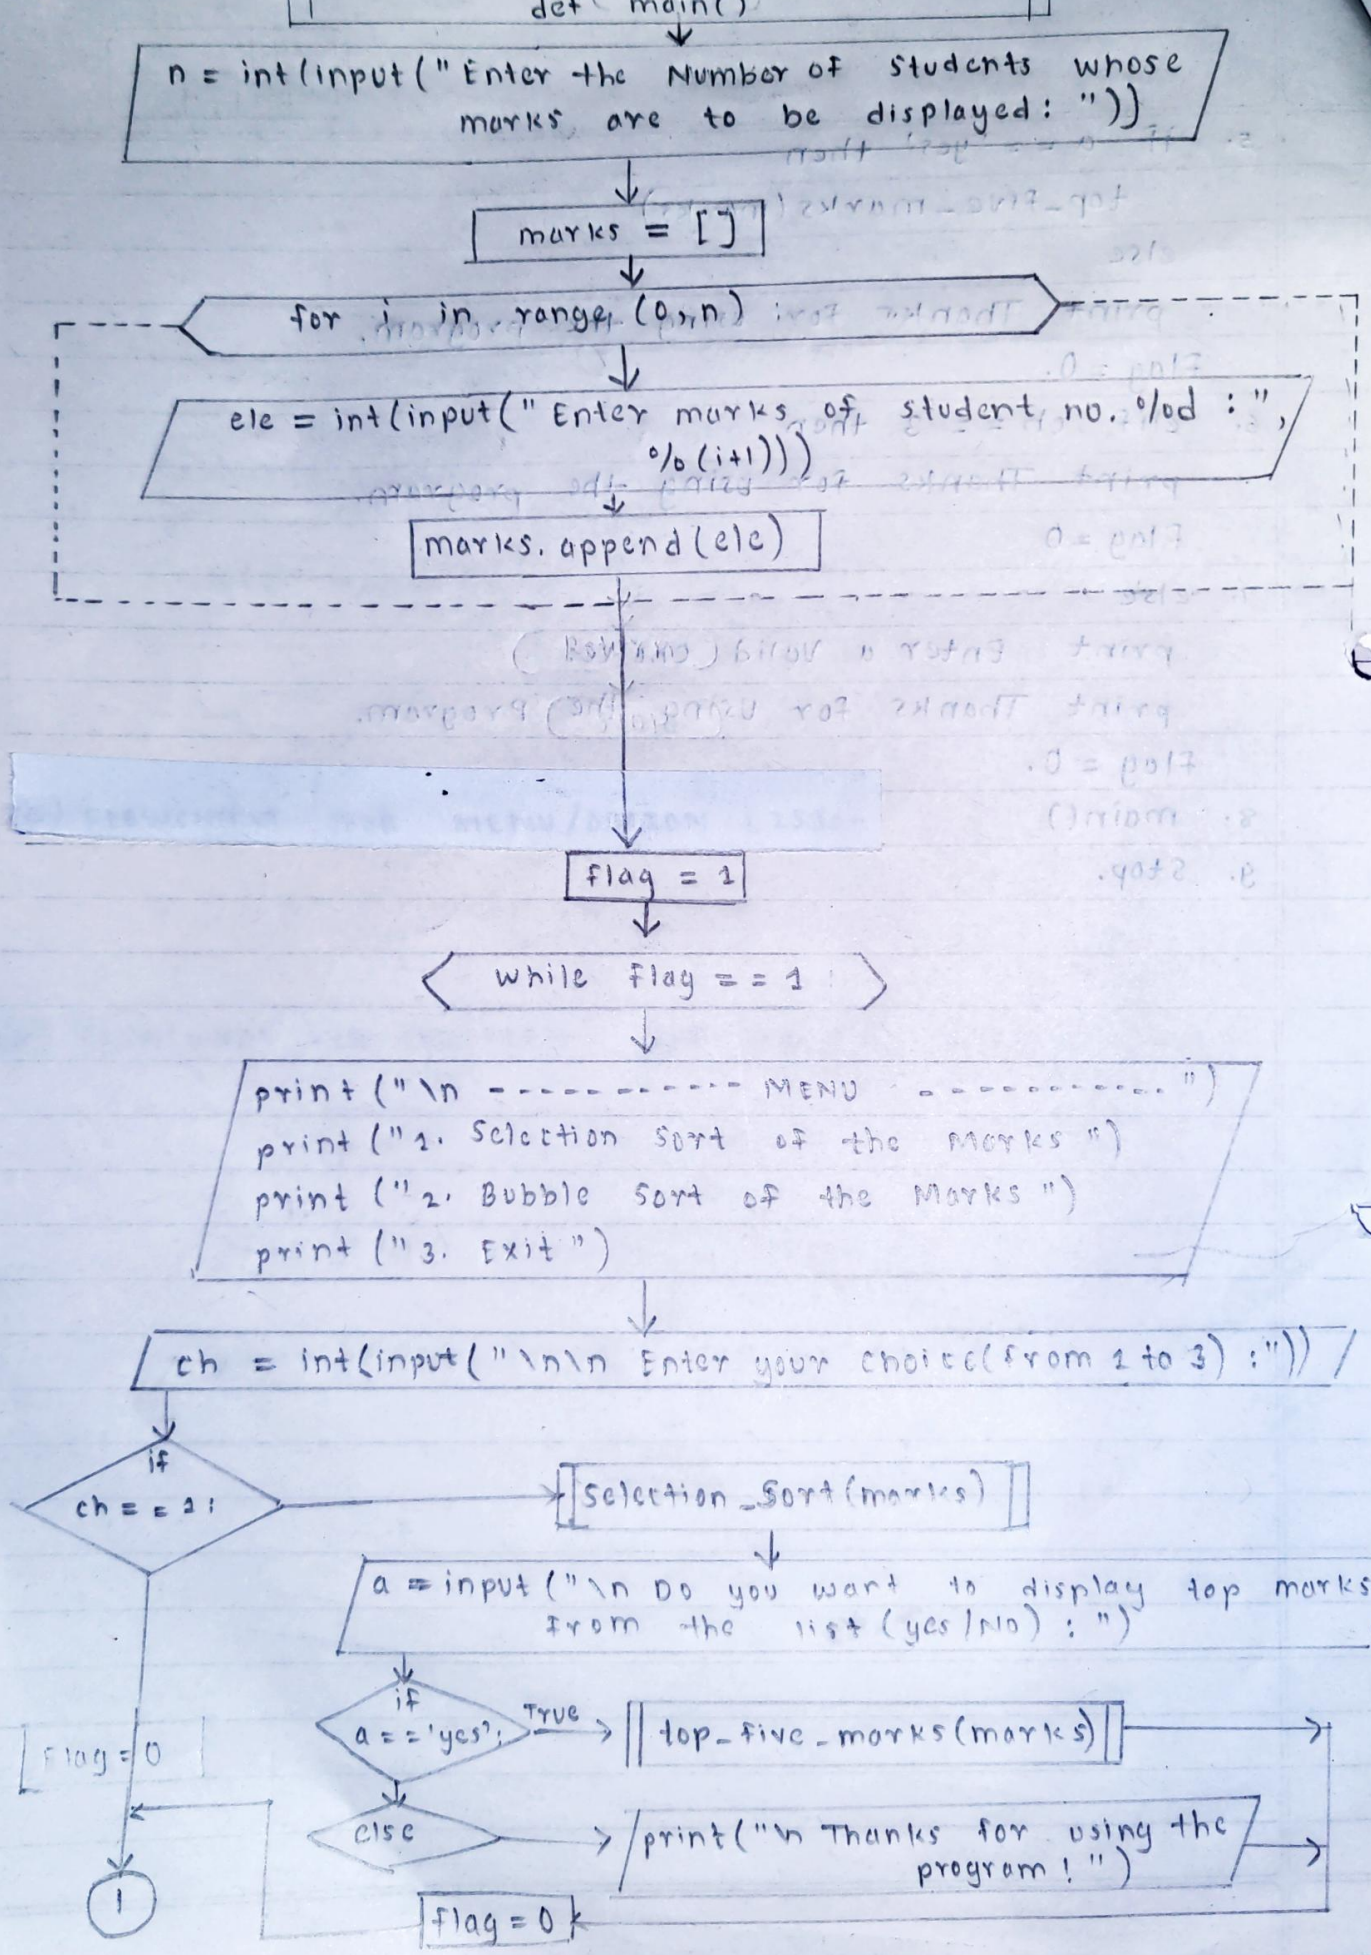 def main()
n = int(input("Enter the Number of students whose
marks are to be displayed: "))
marks = []
for i in range (0,n) :
ele = int(input("Enter marks of student no. %d :",
%(i+1)))
marks.append(ele)
flag = 1
while flag == 1 :
print ("\n ----------- MENU -----------")
print ("1. Selection Sort of the Marks")
print ("2. Bubble Sort of the Marks")
print ("3. Exit")
ch = int(input("\n\n Enter your choice(from 1 to 3) :"))
if
ch == 1:
Selection_Sort(marks)
a = input ("\n Do you want to display top marks
from the list (yes/No) : ")
if
a == 'yes':
True
top_five_marks(marks)
flag = 0
else
print("\n Thanks for using the
program ! ")
1
flag = 0